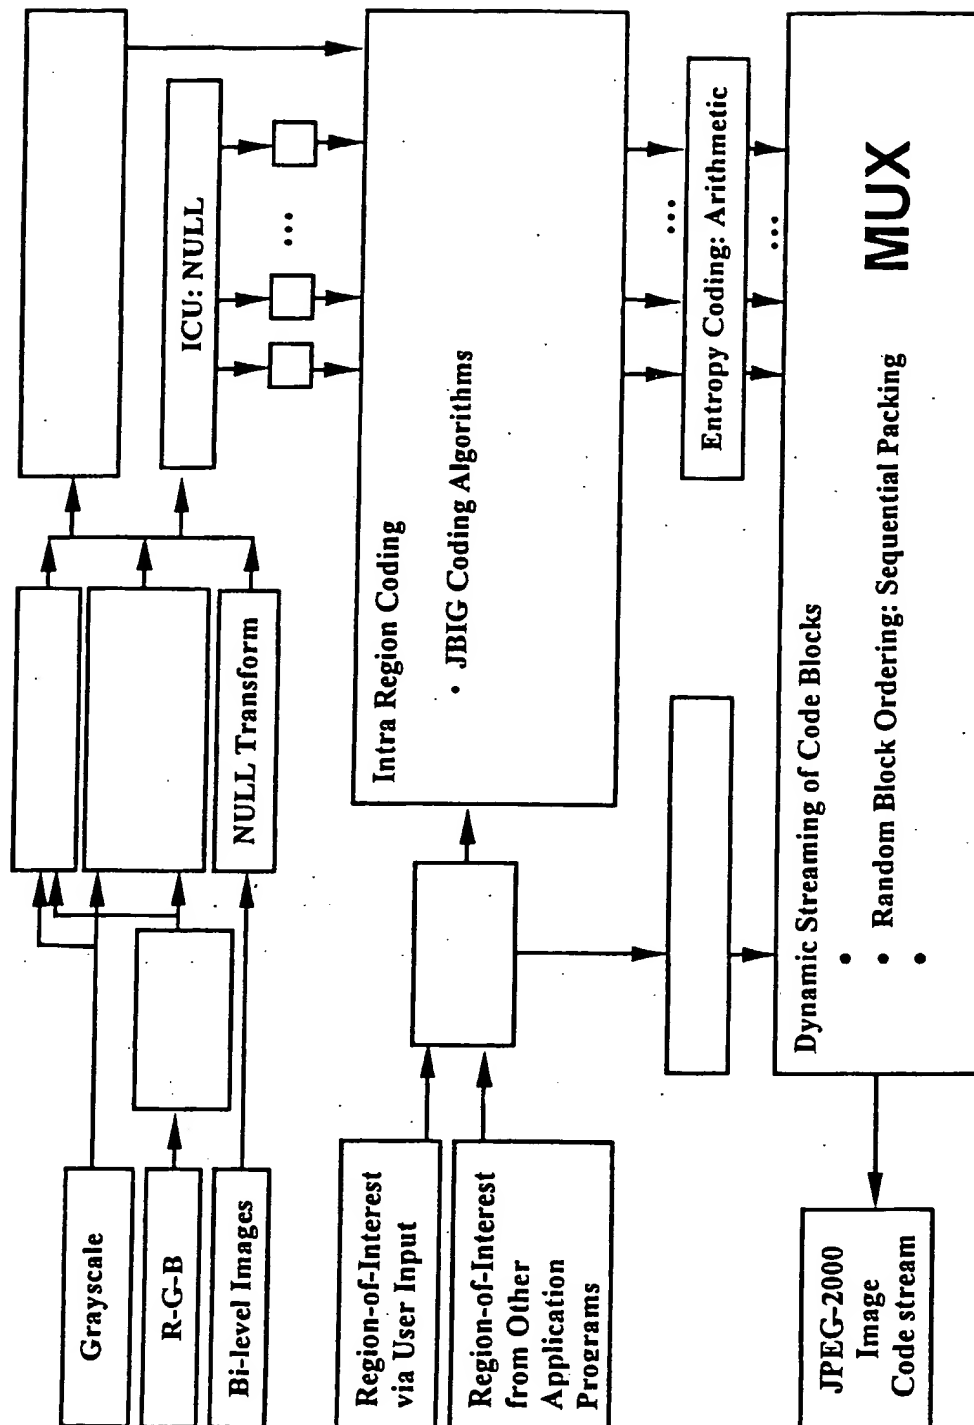 Grayscale
R-G-B
Bi-level Images
NULL Transform
ICU: NULL
...
Region-of-Interest
via User Input
Region-of-Interest
from Other
Application
Programs
Intra Region Coding
• JBIG Coding Algorithms
...
Entropy Coding: Arithmetic
...
Dynamic Streaming of Code Blocks
•
• Random Block Ordering: Sequential Packing
•
MUX
JPEG-2000
Image
Code stream